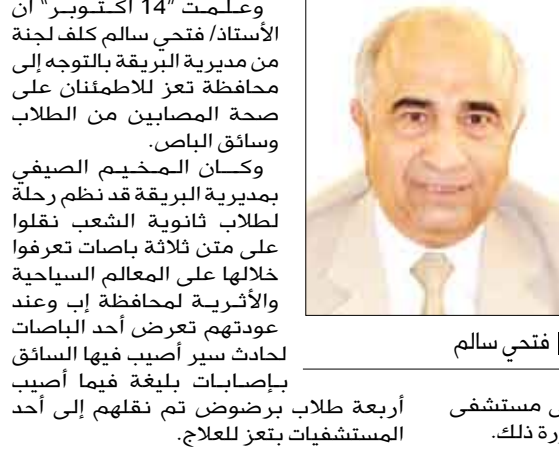 وعلمت "14 أكتوبر" أن
الأستاذ/ فتحي سالم كلف لجنة
من مديرية البريقة بالتوجه إلى
محافظة تعز للاطمئنان على
صحة المصابين من الطلاب
وسائق الباص.
وكان المخيم الصيفي
بمديرية البريقة قد نظم رحلة
لطلاب ثانوية الشعب نقلوا
على متن ثلاثة باصات تعرفوا
خلالها على المعالم السياحية
والأثرية لمحافظة إب وعند
عودتهم تعرض أحد الباصات
لحادث سير أصيب فيها السائق
بإصابات بليغة فيما أصيب
أربعة طلاب برضوض تم نقلهم إلى أحد
المستشفيات بتعز للعلاج.
فتحي سالم
مستشفى
ذلك.